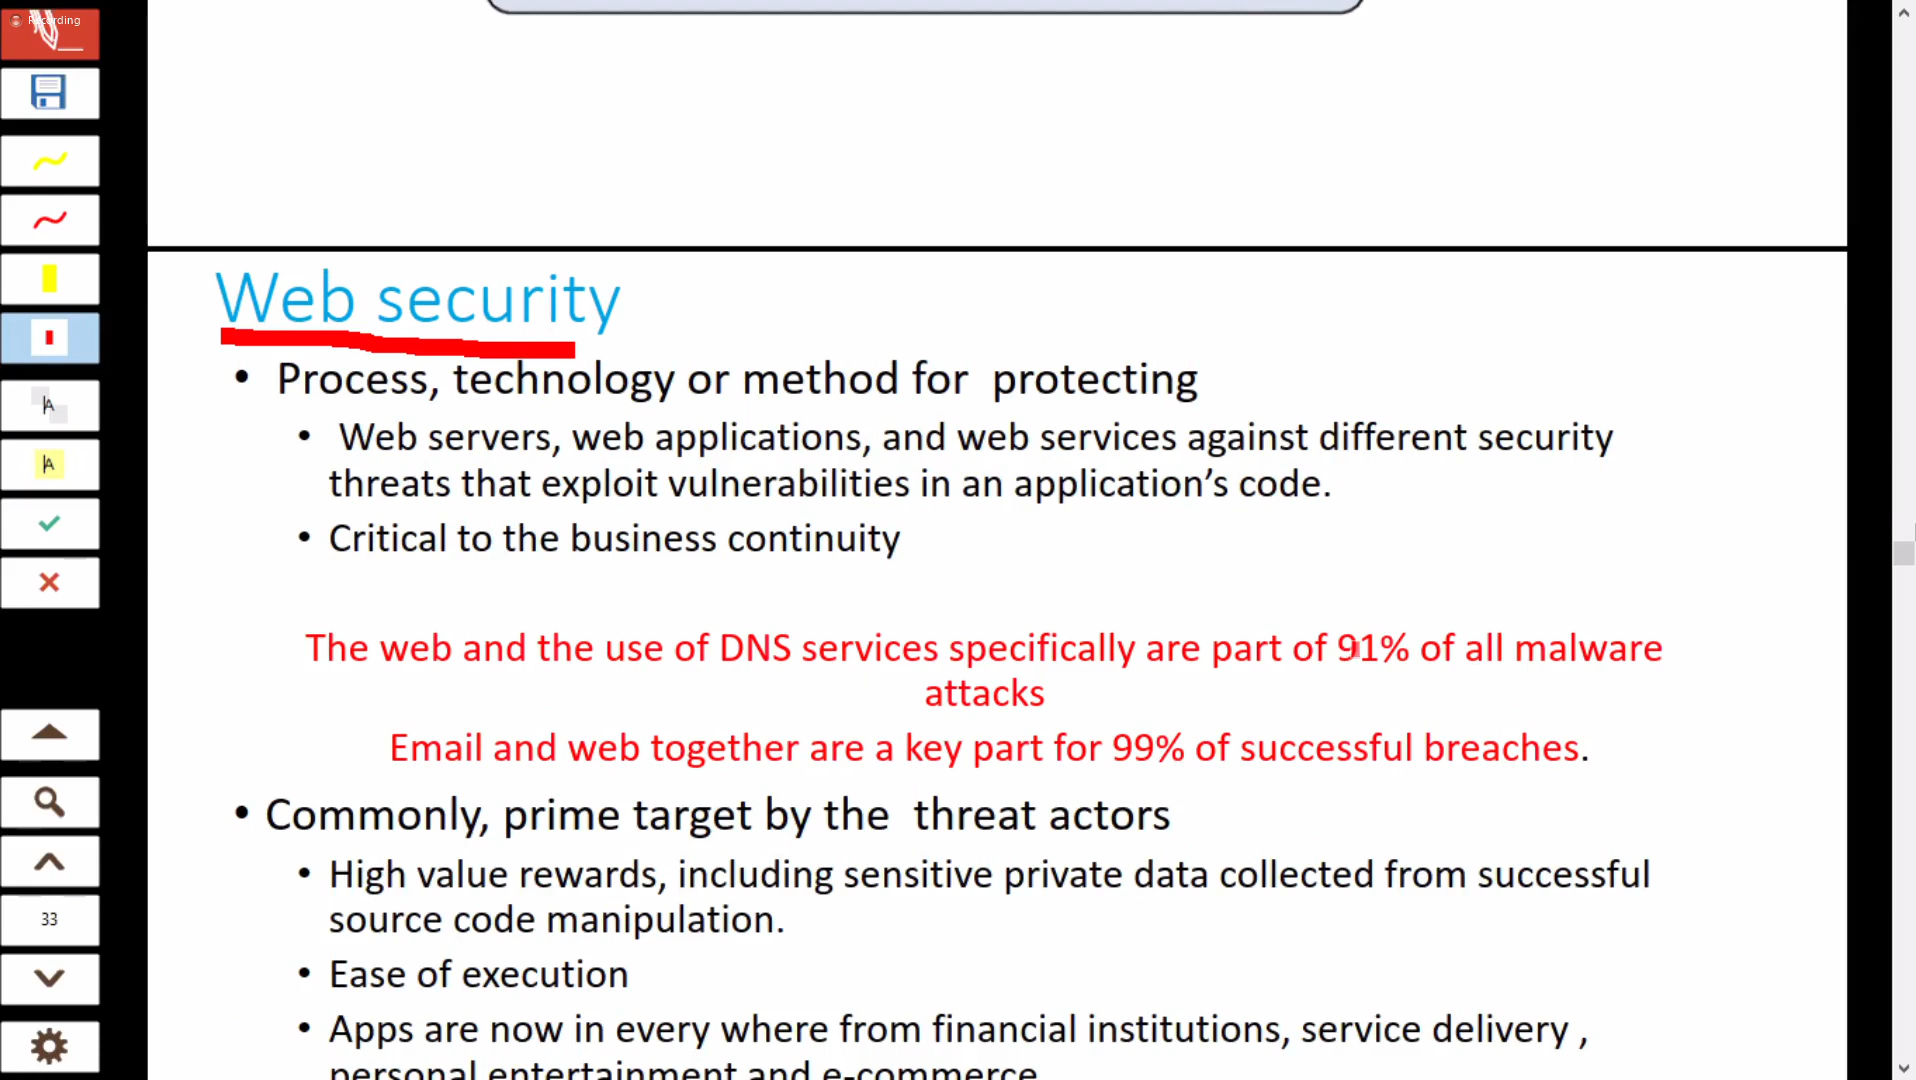 Recording
Web security
• Process, technology or method for protecting
• Web servers, web applications, and web services against different security
threats that exploit vulnerabilities in an application’s code.
• Critical to the business continuity
The web and the use of DNS services specifically are part of 91% of all malware
attacks
Email and web together are a key part for 99% of successful breaches.
• Commonly, prime target by the threat actors
• High value rewards, including sensitive private data collected from successful
source code manipulation.
• Ease of execution
• Apps are now in every where from financial institutions, service delivery ,
personal entertainment and e-commerce
A
A
33